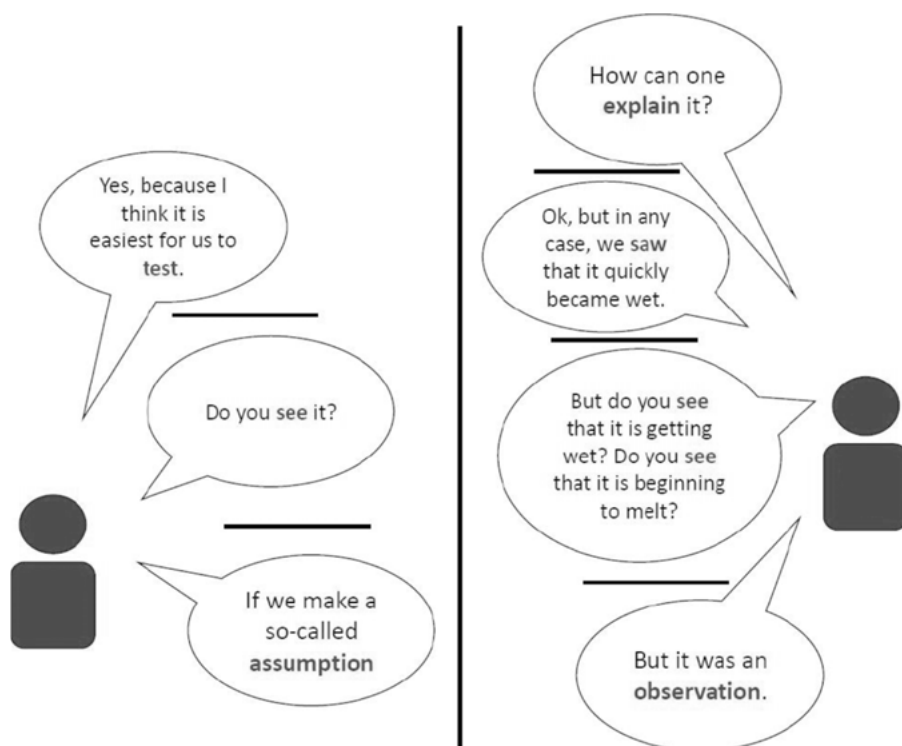 Yes, because I
think it is
easiest for us to
test.
Do you see it?
If we make a
so-called
assumption
How can one
explain it?
Ok, but in any
case, we saw
that it quickly
became wet.
But do you see
that it is getting
wet? Do you see
that it is beginning
to melt?
But it was an
observation.